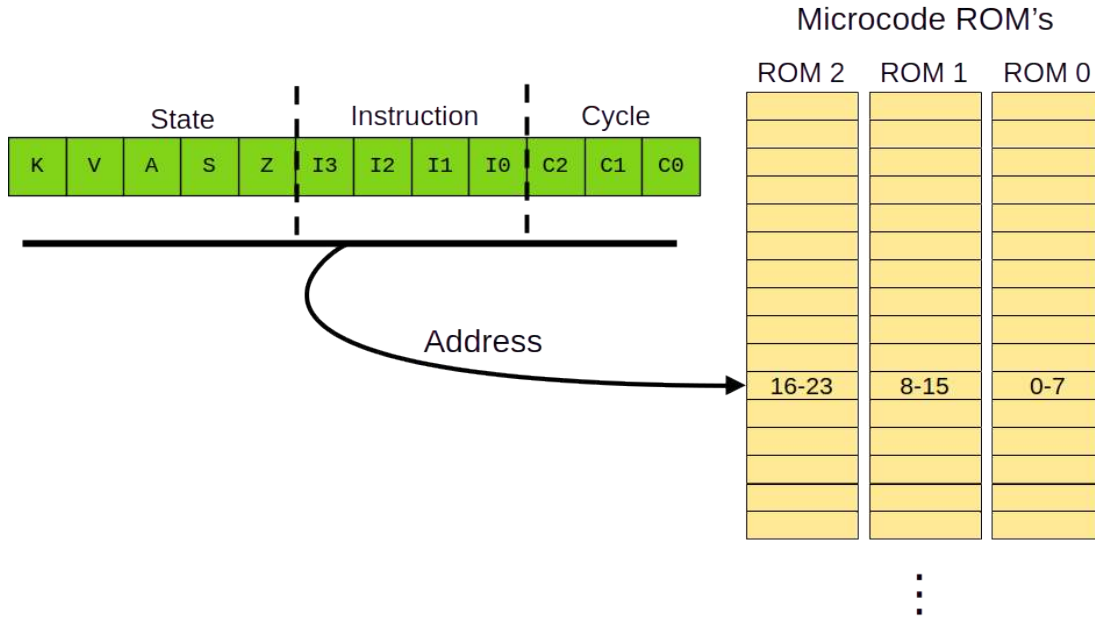 Microcode ROM's
ROM 2 ROM 1 ROM 0
State Instruction Cycle
K V A S Z I3 I2 I1 I0 C2 C1 C0
Address
16-23 8-15 0-7